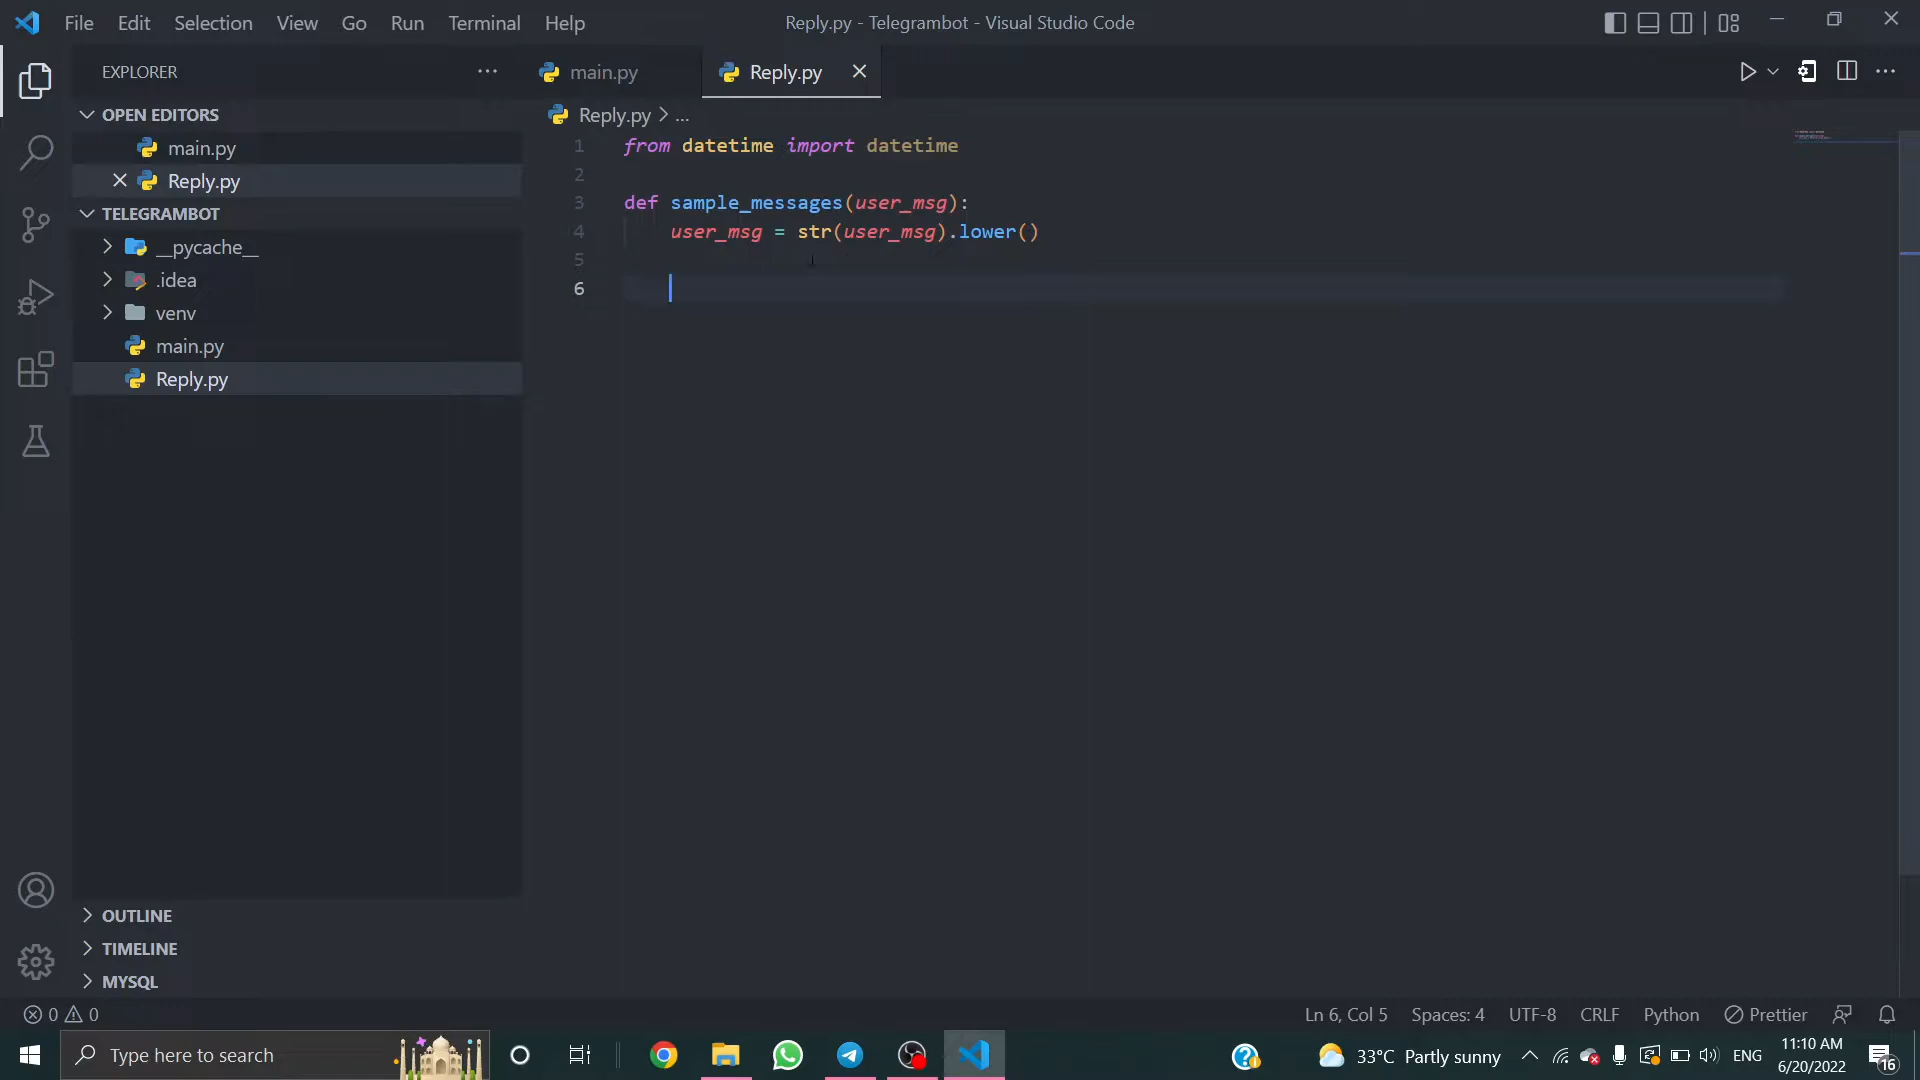 File Edit Selection View Go Run Terminal Help
Reply.py - Telegrambot - Visual Studio Code
EXPLORER
main.py
Reply.py
OPEN EDITORS
main.py
Reply.py
TELEGRAMBOT
__pycache__
.idea
venv
main.py
Reply.py
Reply.py > ...
1 from datetime import datetime
2
3 def sample_messages(user_msg):
4 user_msg = str(user_msg).lower()
5
6
OUTLINE
TIMELINE
MYSQL
0 0
Ln 6, Col 5 Spaces: 4 UTF-8 CRLF Python Prettier
Type here to search
33°C Partly sunny
ENG
11:10 AM
6/20/2022
16